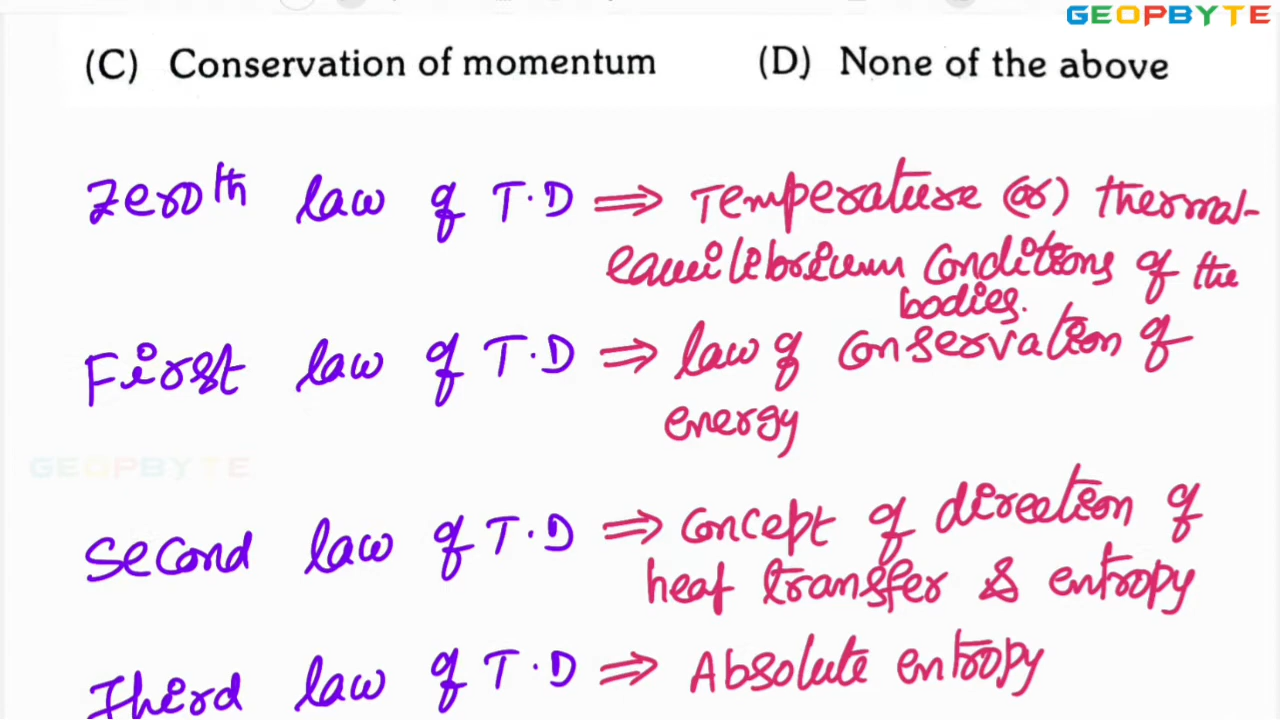 GEOPBYTE
(C) Conservation of momentum (D) None of the above
Zeroth law of T.D ⇒ Temperature (or) thermal-
equilibrium conditions of the
bodies.
First law of T.D ⇒ law of conservation of
energy
GEOPBYTE
Second law of T.D ⇒ concept of direction of
heat transfer & entropy
Third law of T.D ⇒ Absolute entropy